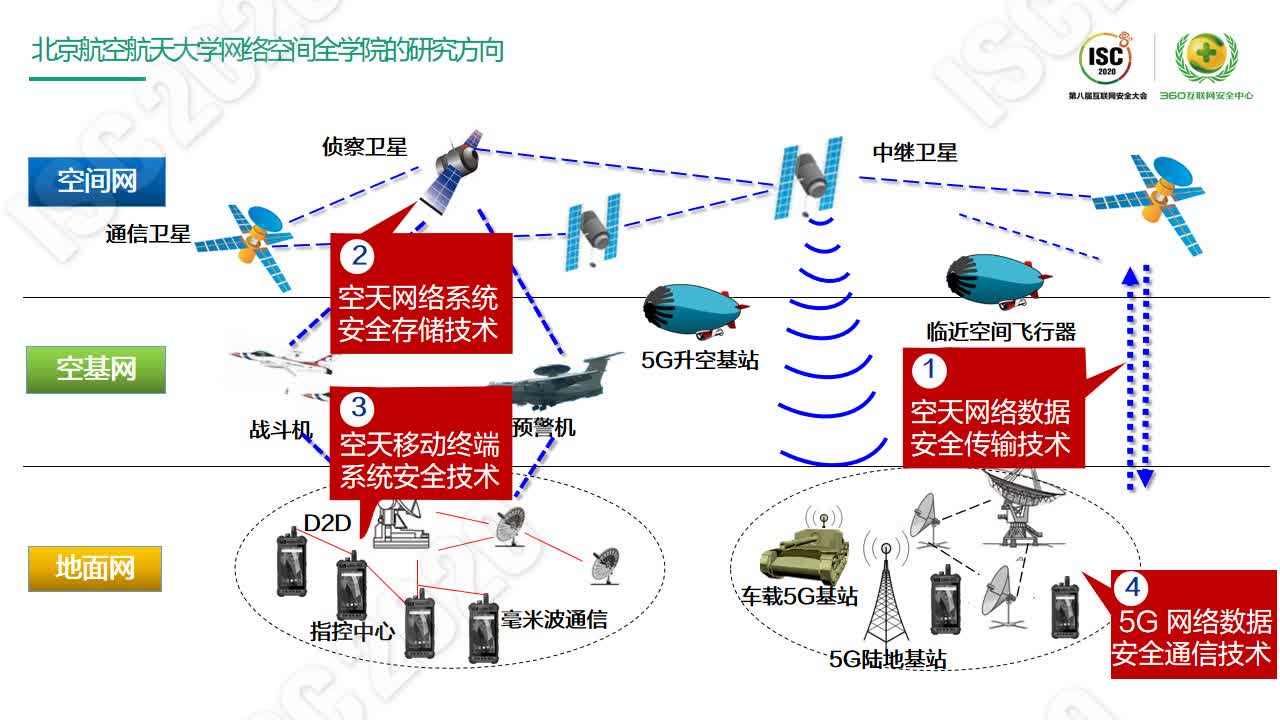 北京航空航天大学网络空间全学院的研究方向
ISC
2020
第八届互联网安全大会
360互联网安全中心
侦察卫星
中继卫星
空间网
通信卫星
2
空天网络系统
安全存储技术
临近空间飞行器
5G升空基站
空基网
1
空天网络数据
安全传输技术
3
空天移动终端
系统安全技术
战斗机
预警机
D2D
地面网
指控中心
毫米波通信
车载5G基站
5G陆地基站
4
5G 网络数据
安全通信技术
ISC 2020
ISC 2020
ISC 2020